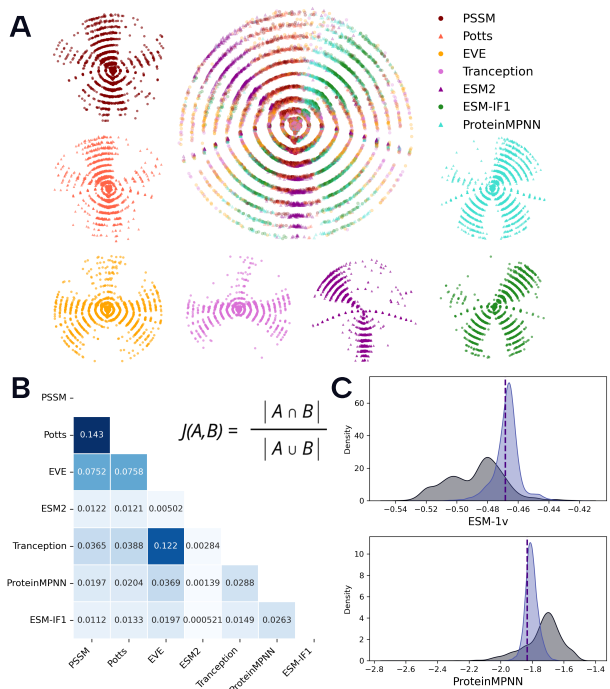 A
PSSM
Potts
EVE
Tranception
ESM2
ESM-IF1
ProteinMPNN
B
PSSM
Potts 0.143
EVE 0.0752 0.0758
ESM2 0.0122 0.0121 0.00502
Tranception 0.0365 0.0388 0.122 0.00284
ProteinMPNN 0.0197 0.0204 0.0369 0.00139 0.0288
ESM-IF1 0.0112 0.0133 0.0197 0.000521 0.0149 0.0263
PSSM Potts EVE ESM2 Tranception ProteinMPNN ESM-IF1
J(A,B) = | A ∩ B |
| A ∪ B |
C
Density
60
40
20
0
−0.54 −0.50 −0.48 −0.46 −0.44 −0.42
ESM-1v
Density
10
8
6
4
2
0
−2.8 −2.6 −2.4 −2.2 −2.0 −1.8 −1.6 −1.4
ProteinMPNN